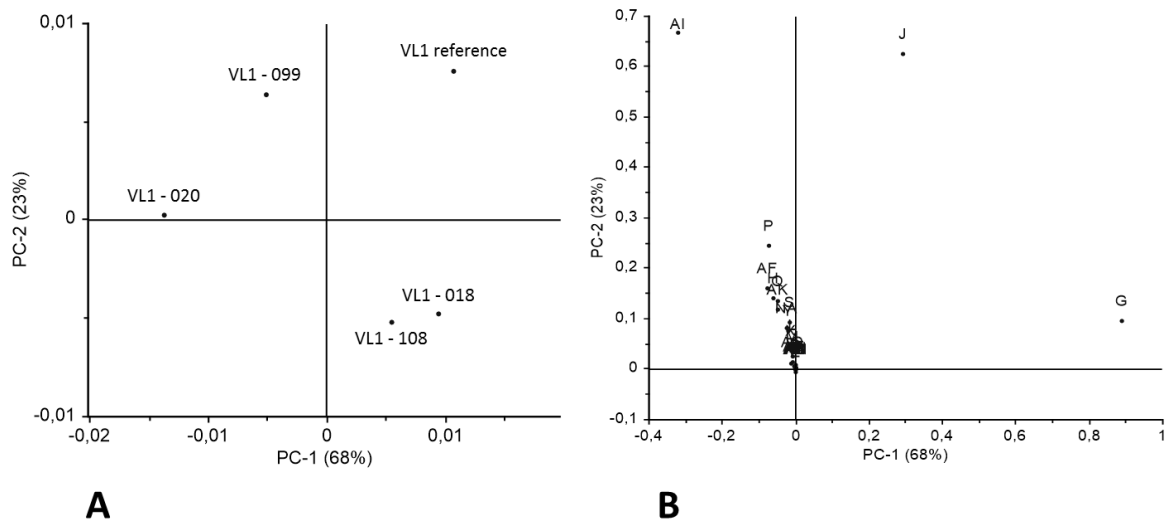 0,01
VL1 reference
VL1 - 099
VL1 - 020
0
VL1 - 018
VL1 - 108
-0,01
-0,02
-0,01
0
0,01
PC-1 (68%)
PC-2 (23%)
A
0,7
AI
J
0,6
0,5
0,4
0,3
P
0,2
AF
AK
S
0,1
G
0
-0,1
-0,4
-0,2
0
0,2
0,4
0,6
0,8
1
PC-1 (68%)
PC-2 (23%)
B